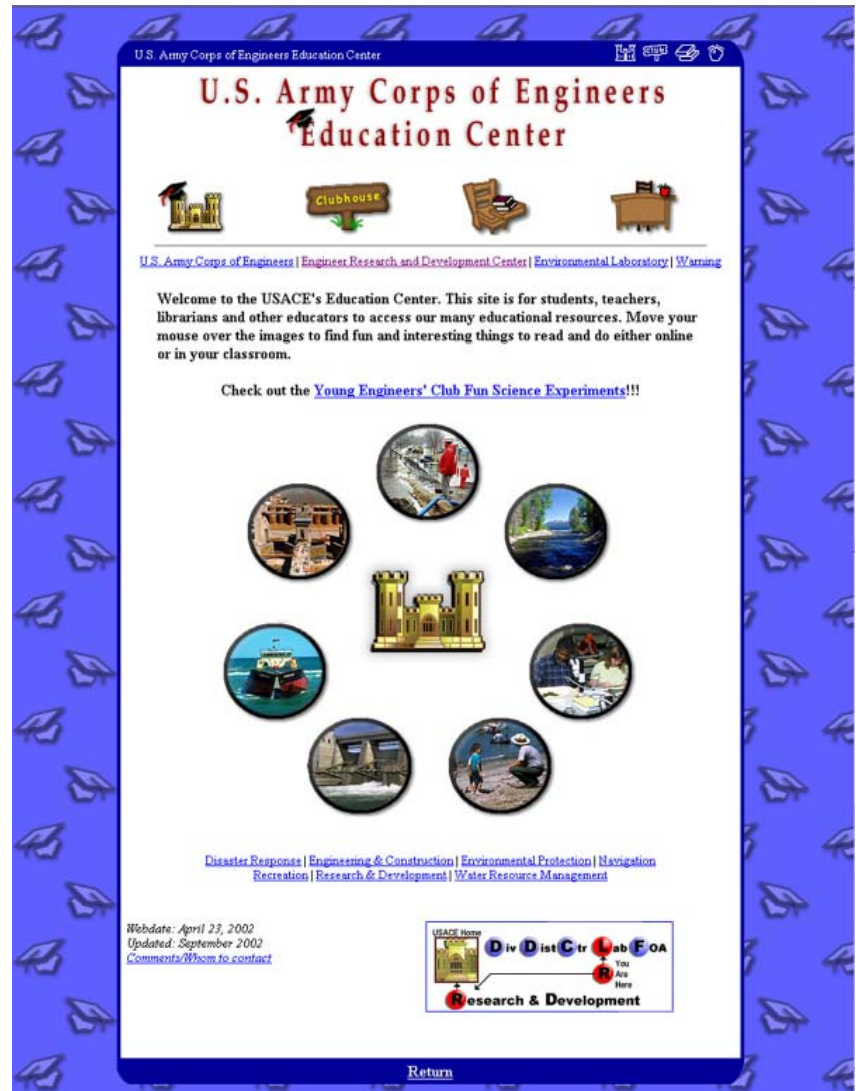 U.S. Army Corps of Engineers Education Center
Club
U.S. Army Corps of Engineers
Education Center
Clubhouse
U.S. Army Corps of Engineers | Engineer Research and Development Center | Environmental Laboratory | Warning
Welcome to the USACE's Education Center. This site is for students, teachers,
librarians and other educators to access our many educational resources. Move your
mouse over the images to find fun and interesting things to read and do either online
or in your classroom.
Check out the Young Engineers' Club Fun Science Experiments!!!
Disaster Response | Engineering & Construction | Environmental Protection | Navigation
Recreation | Research & Development | Water Resource Management
Webdate: April 23, 2002
Updated: September 2002
Comments/Whom to contact
USACE Home
Div Dist Ctr Lab FOA
R
You
Are
Here
Research & Development
Return